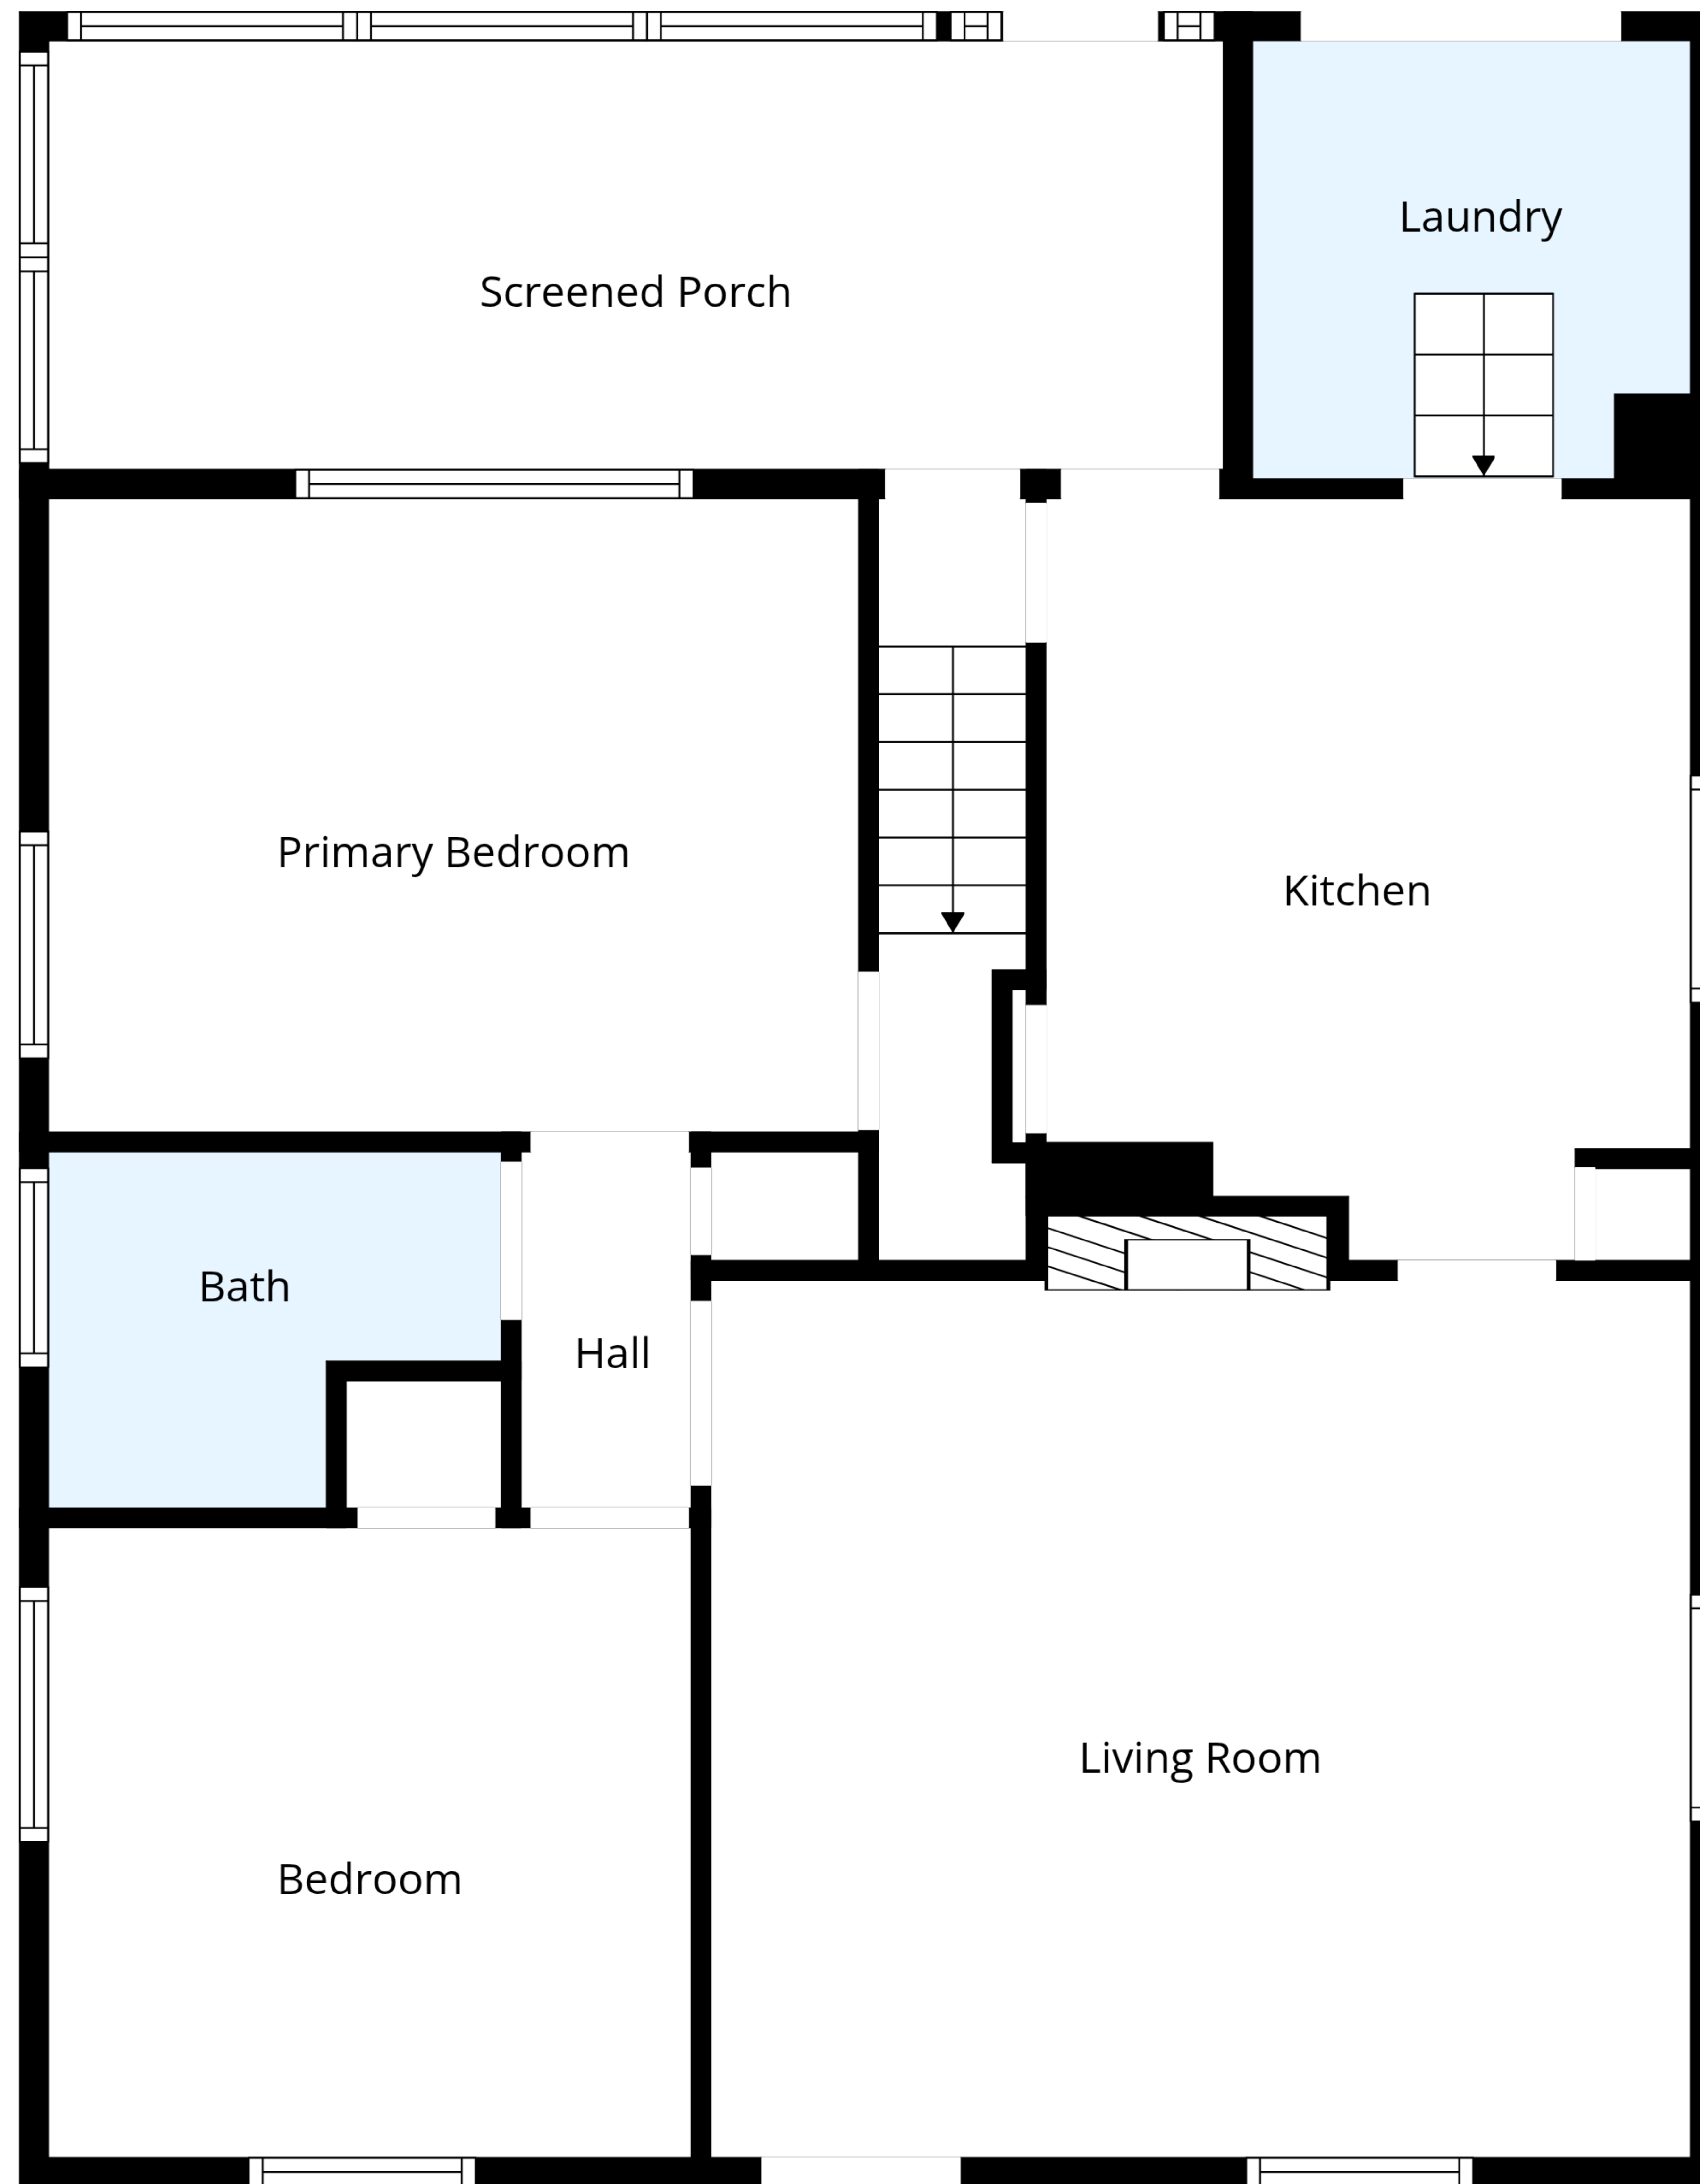 Laundry
Screened Porch
Primary Bedroom
Kitchen
Bath
Hall
Living Room
Bedroom